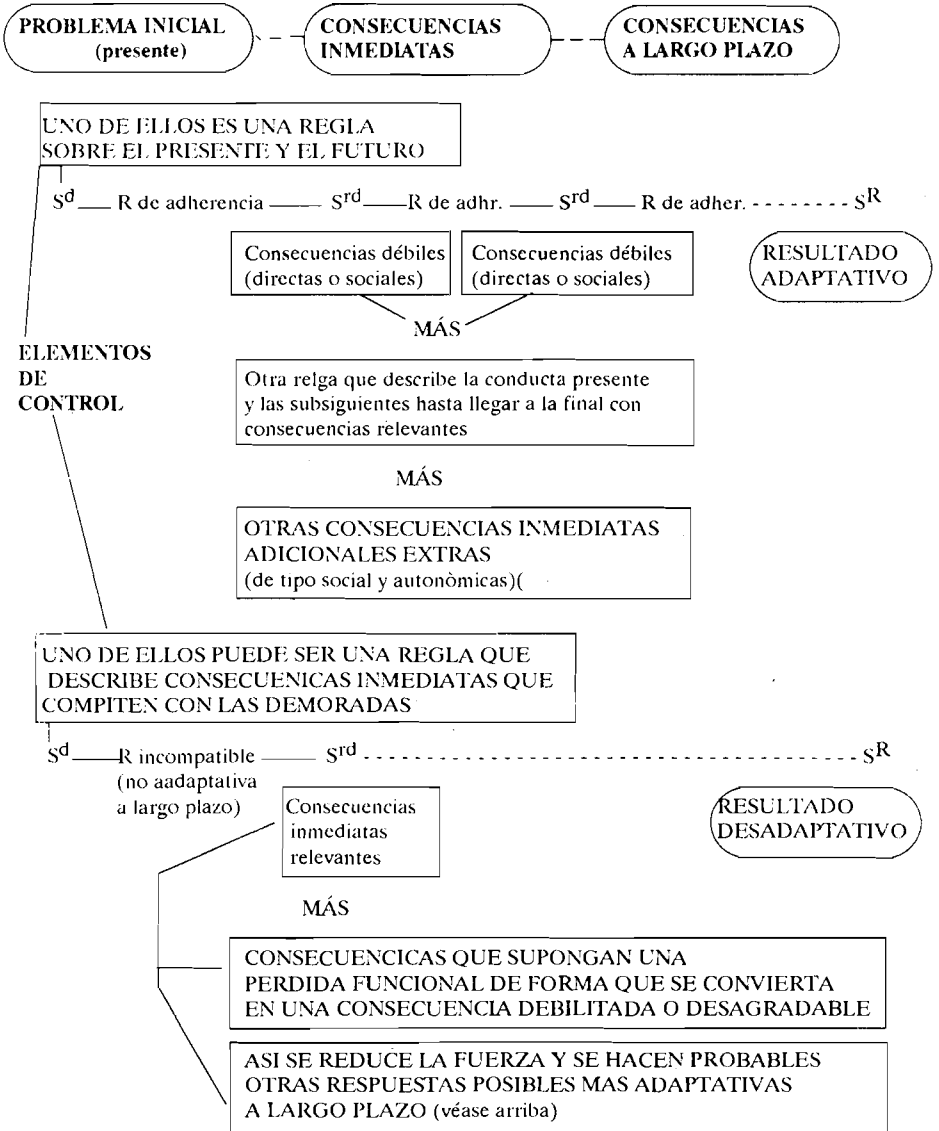 PROBLEMA INICIAL
(presente)
CONSECUENCIAS
INMEDIATAS
CONSECUENCIAS
A LARGO PLAZO
UNO DE ELLOS ES UNA REGLA
SOBRE EL PRESENTE Y EL FUTURO
Sd R de adherencia Srd R de adhr. Srd R de adher. - - - - - - - - SR
Consecuencias débiles
(directas o sociales)
Consecuencias débiles
(directas o sociales)
RESULTADO
ADAPTATIVO
MÁS
ELEMENTOS
DE
CONTROL
Otra relga que describe la conducta presente
y las subsiguientes hasta llegar a la final con
consecuencias relevantes
MÁS
OTRAS CONSECUENCIAS INMEDIATAS
ADICIONALES EXTRAS
(de tipo social y autonòmicas)(
UNO DE ELLOS PUEDE SER UNA REGLA QUE
DESCRIBE CONSECUENICAS INMEDIATAS QUE
COMPITEN CON LAS DEMORADAS
Sd R incompatible Srd SR
(no aadaptativa
a largo plazo)
Consecuencias
inmediatas
relevantes
RESULTADO
DESADAPTATIVO
MÁS
CONSECUENCICAS QUE SUPONGAN UNA
PERDIDA FUNCIONAL DE FORMA QUE SE CONVIERTA
EN UNA CONSECUENCIA DEBILITADA O DESAGRADABLE
ASI SE REDUCE LA FUERZA Y SE HACEN PROBABLES
OTRAS RESPUESTAS POSIBLES MAS ADAPTATIVAS
A LARGO PLAZO (véase arriba)